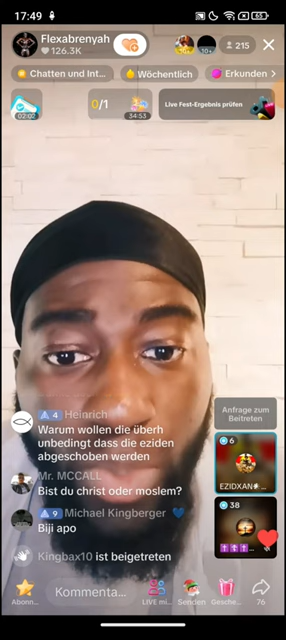 17:49
65
Flexabrenyah
126.3K
10+
215
Chatten und Int...
Wöchentlich
Erkunden
02:02
0/1
34:53
Live Fest-Ergebnis prüfen
4 Heinrich
Warum wollen die überh
unbedingt dass die eziden
abgeschoben werden
Mr. MCCALL
Bist du christ oder moslem?
9 Michael Kingberger
Biji apo
Kingbax10 ist beigetreten
Anfrage zum
Beitreten
6
EZIDXAN
38
Abonn...
Kommenta...
LIVE mi...
Senden
Gesche...
76